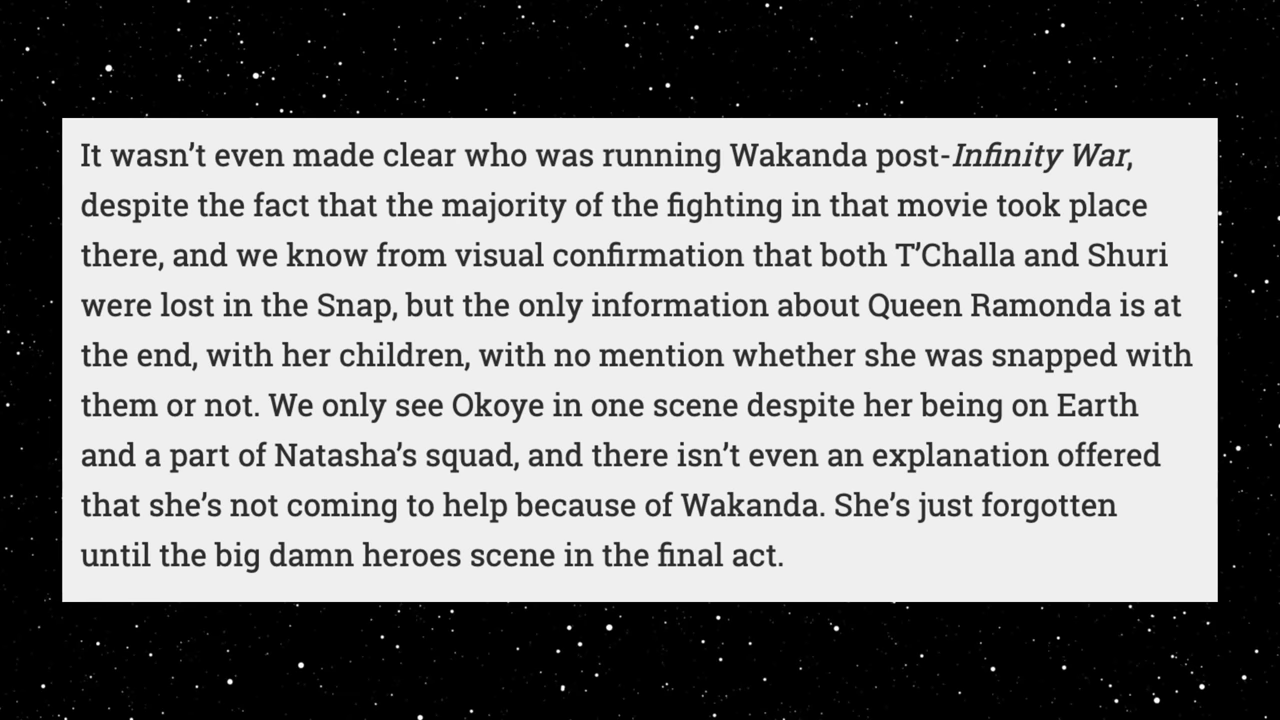 It wasn’t even made clear who was running Wakanda post-Infinity War,
despite the fact that the majority of the fighting in that movie took place
there, and we know from visual confirmation that both T’Challa and Shuri
were lost in the Snap, but the only information about Queen Ramonda is at
the end, with her children, with no mention whether she was snapped with
them or not. We only see Okoye in one scene despite her being on Earth
and a part of Natasha’s squad, and there isn’t even an explanation offered
that she’s not coming to help because of Wakanda. She’s just forgotten
until the big damn heroes scene in the final act.